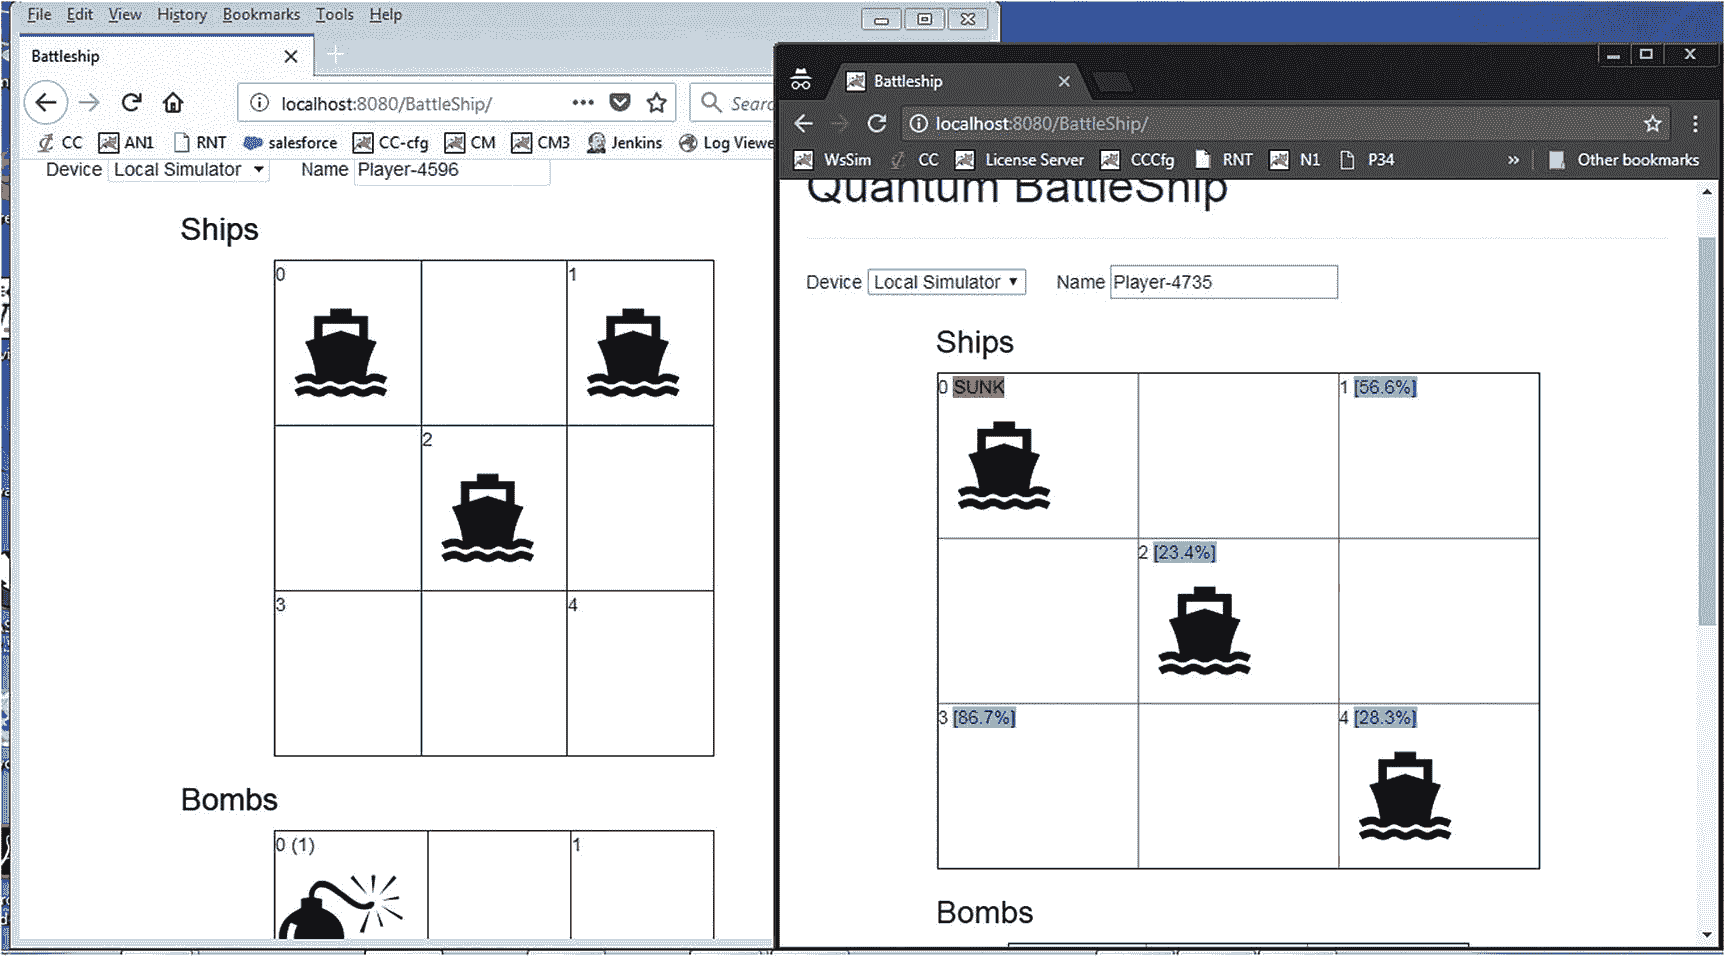 File Edit View History Bookmarks Tools Help
Battleship
localhost:8080/BattleShip/
CC AN1 RNT salesforce CC-cfg CM CM3 Jenkins Log Viewe
Device Local Simulator Name Player-4596
Ships
0 1
2
3 4
Bombs
0 (1) 1
Battleship
localhost:8080/BattleShip/
WsSim CC License Server CCCfg RNT N1 P34 » Other bookmarks
Quantum BattleShip
Device Local Simulator Name Player-4735
Ships
0 SUNK 1 [56.6%]
2 [23.4%]
3 [86.7%] 4 [28.3%]
Bombs